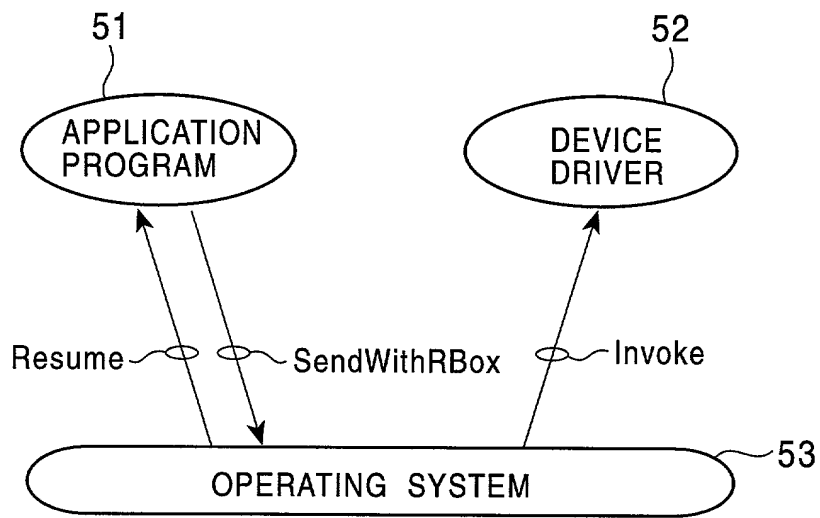 51
52
APPLICATION
PROGRAM
DEVICE
DRIVER
Resume
SendWithRBox
Invoke
53
OPERATING SYSTEM